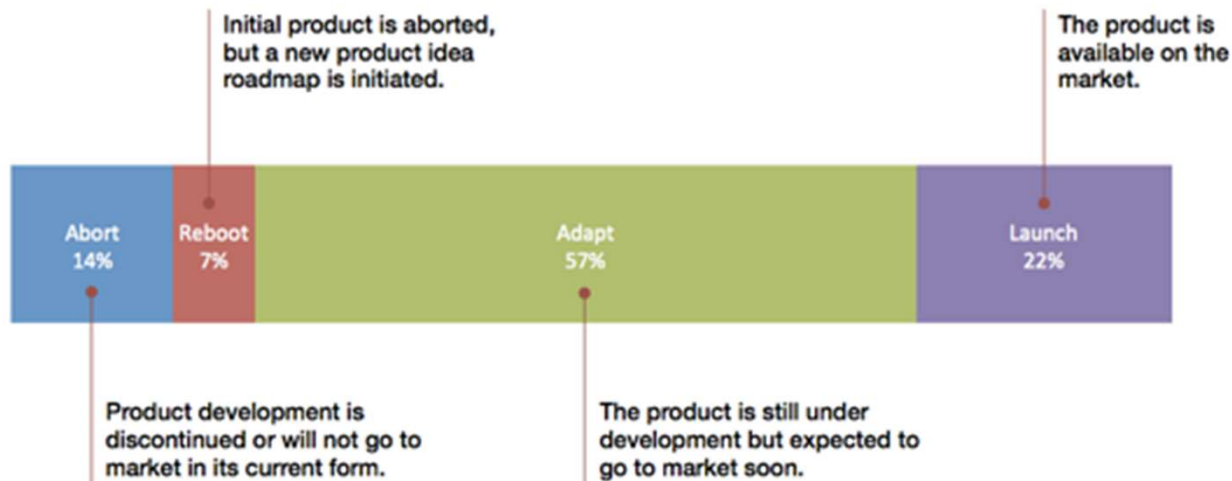 Initial product is aborted,
but a new product idea
roadmap is initiated.
The product is
available on the
market.
Abort
14%
Reboot
7%
Adapt
57%
Launch
22%
Product development is
discontinued or will not go to
market in its current form.
The product is still under
development but expected to
go to market soon.